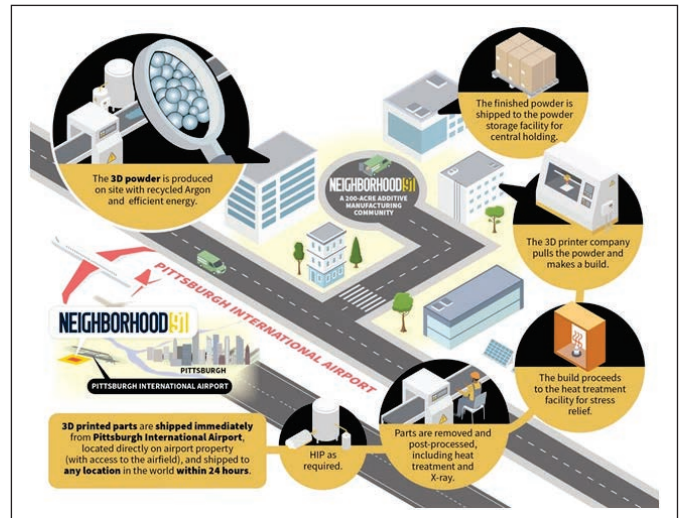 The 3D powder is produced
on site with recycled Argon
and efficient energy.
The finished powder is
shipped to the powder
storage facility for
central holding.
NEIGHBORHOOD 91
A 200-ACRE ADDITIVE
MANUFACTURING
COMMUNITY
The 3D printer company
pulls the powder and
makes a build.
The build proceeds
to the heat treatment
facility for stress
relief.
Parts are removed and
post-processed,
including heat
treatment and
X-ray.
HIP as
required.
3D printed parts are shipped immediately
from Pittsburgh International Airport,
located directly on airport property
(with access to the airfield), and shipped to
any location in the world within 24 hours.
PITTSBURGH INTERNATIONAL AIRPORT
NEIGHBORHOOD 91
PITTSBURGH
PITTSBURGH INTERNATIONAL AIRPORT